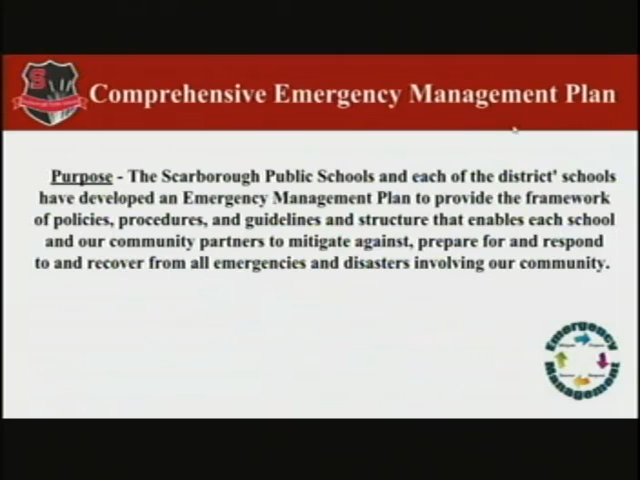 S
Comprehensive Emergency Management Plan
Purpose - The Scarborough Public Schools and each of the district' schools
have developed an Emergency Management Plan to provide the framework
of policies, procedures, and guidelines and structure that enables each school
and our community partners to mitigate against, prepare for and respond
to and recover from all emergencies and disasters involving our community.
Emergency
Management